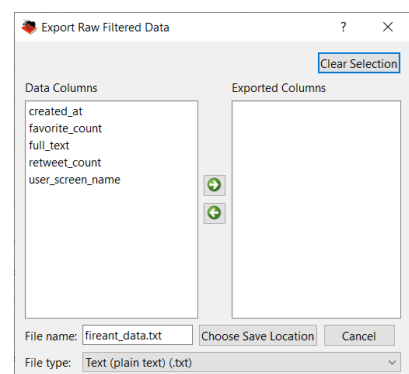 Export Raw Filtered Data ? ×
Clear Selection
Data Columns Exported Columns
created_at
favorite_count
full_text
retweet_count
user_screen_name
File name: fireant_data.txt Choose Save Location Cancel
File type: Text (plain text) (.txt)